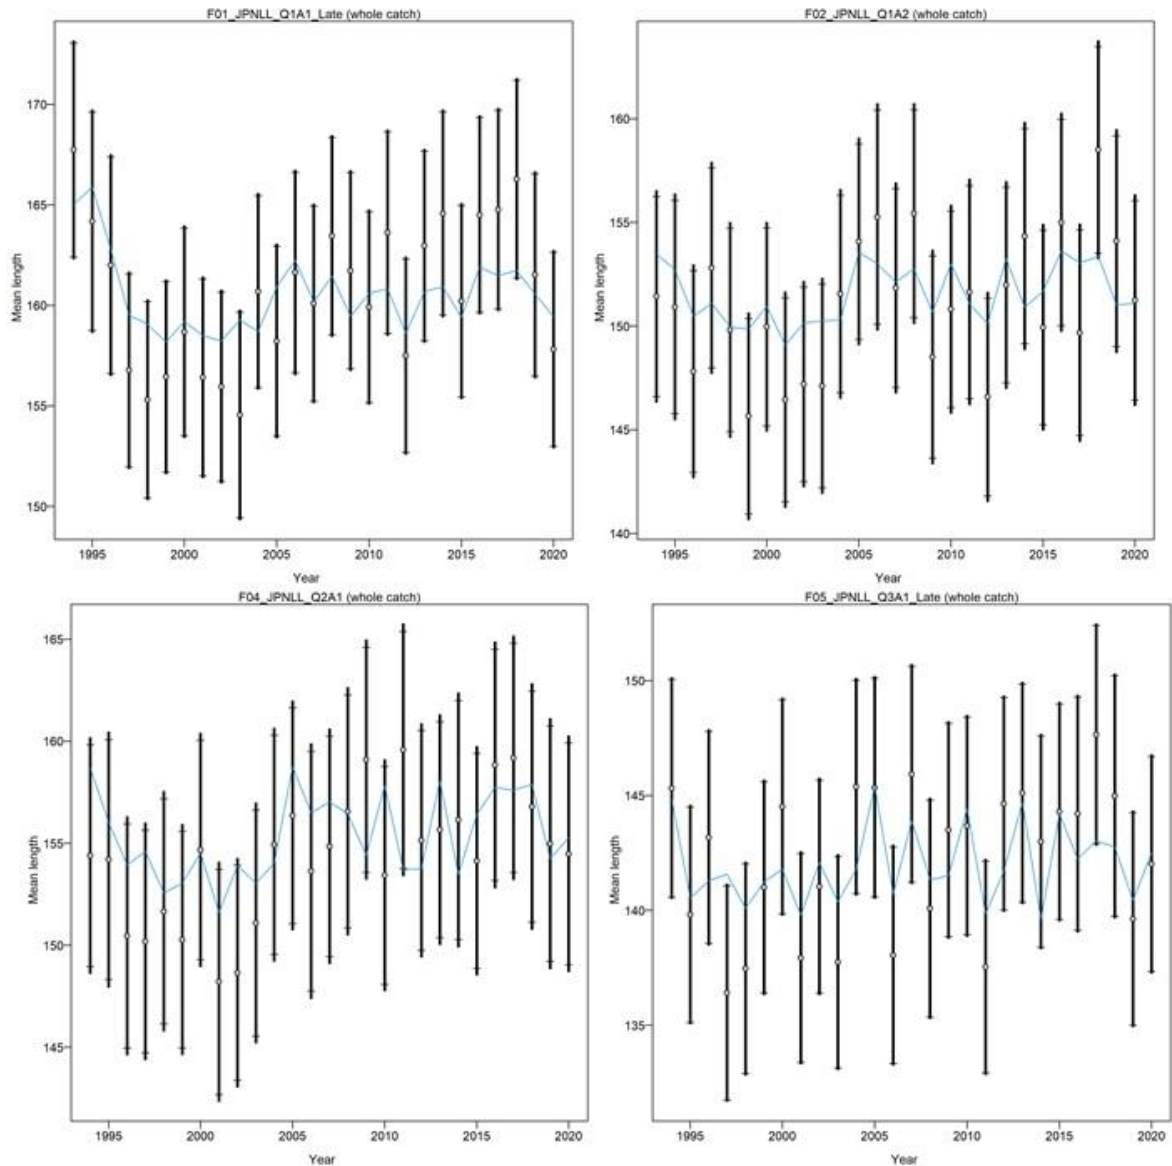 F01_JPNLL_Q1A1_Late (whole catch)
Mean length
170
165
160
155
150
1995 2000 2005 2010 2015 2020
Year
F02_JPNLL_Q1A2 (whole catch)
Mean length
160
155
150
145
140
1995 2000 2005 2010 2015 2020
Year
F04_JPNLL_Q2A1 (whole catch)
Mean length
165
160
155
150
145
1995 2000 2005 2010 2015 2020
Year
F05_JPNLL_Q3A1_Late (whole catch)
Mean length
150
145
140
135
1995 2000 2005 2010 2015 2020
Year